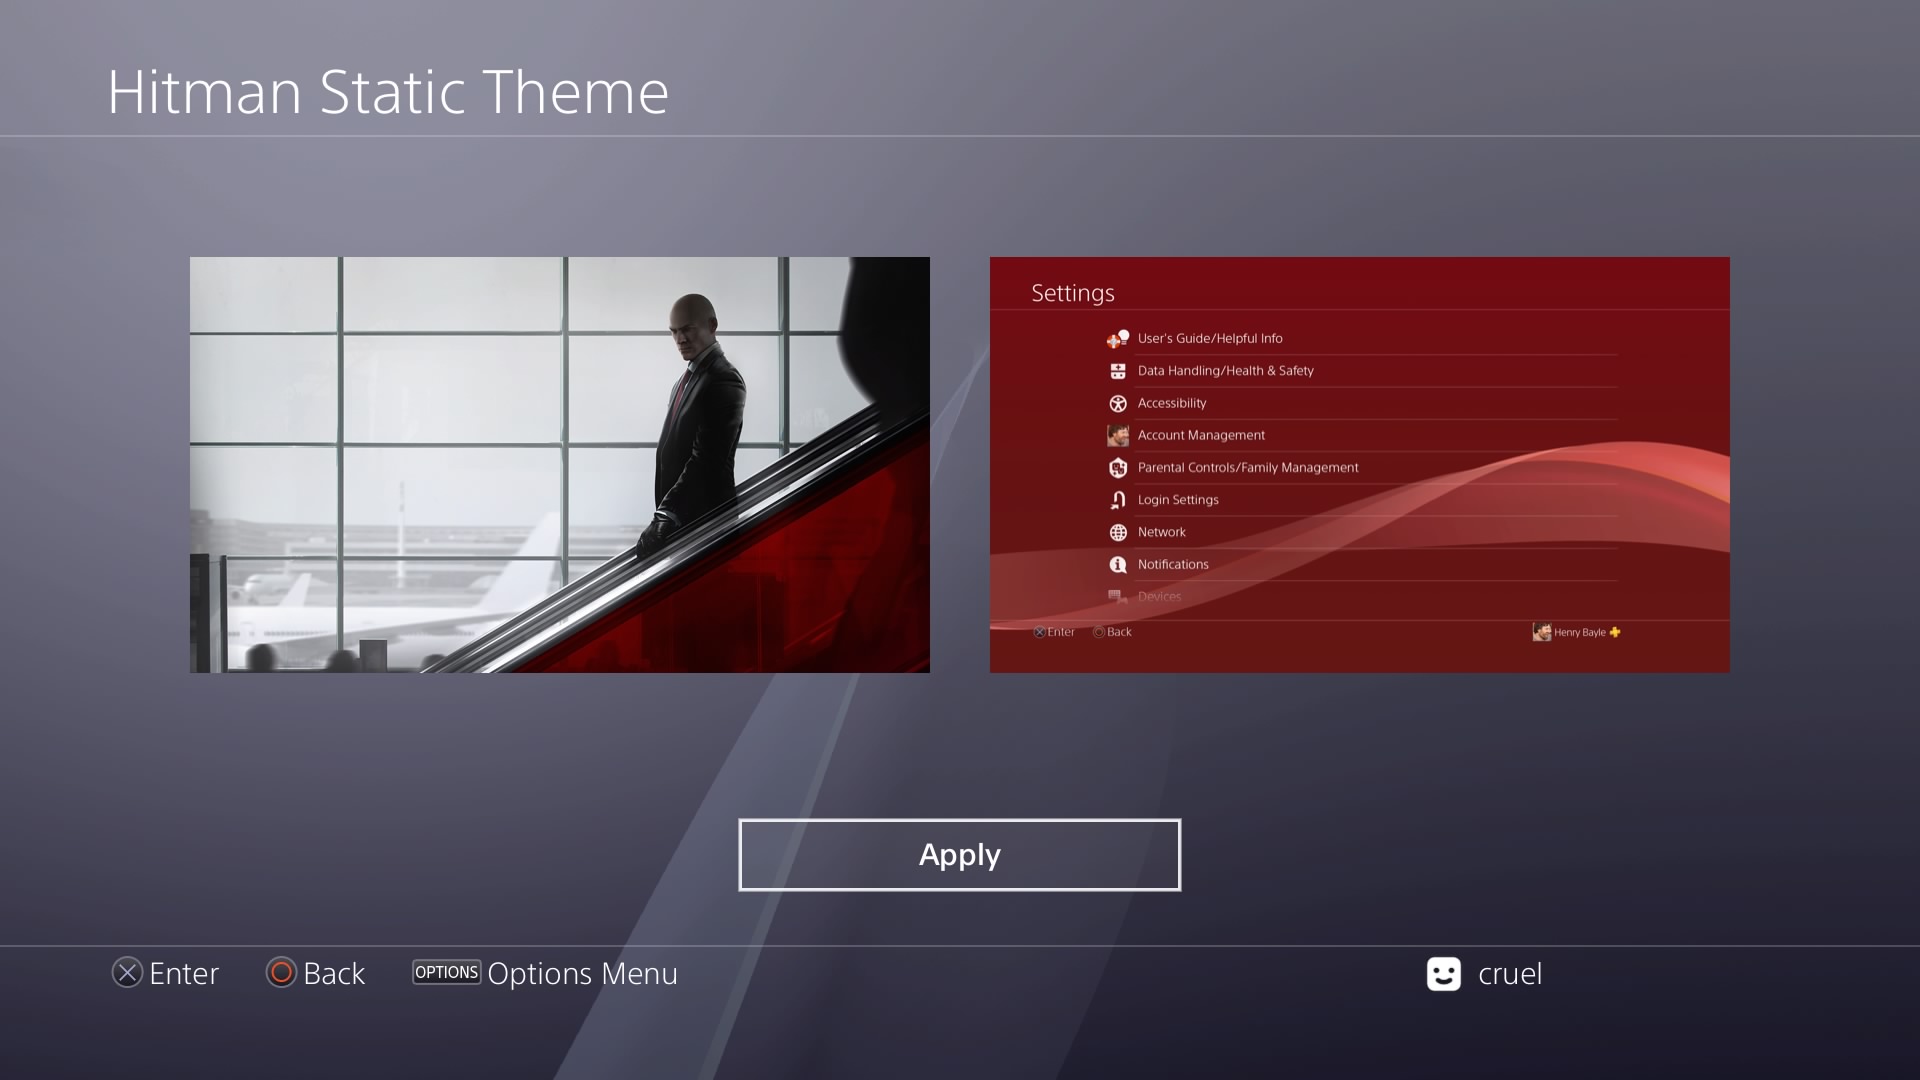 Hitman Static Theme
Settings
User's Guide/Helpful Info
Data Handling/Health & Safety
Accessibility
Account Management
Parental Controls/Family Management
Login Settings
Network
Notifications
Devices
Enter Back Henry Bayle
Apply
Enter Back OPTIONS Options Menu cruel